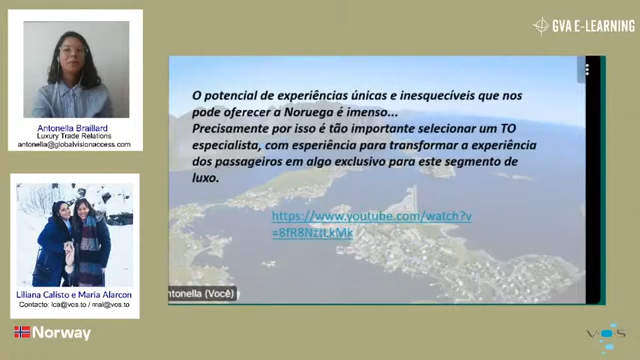 GVA E-LEARNING
Antonella Braillard
Luxury Trade Relations
antonella@globalvisionaccess.com
O potencial de experiências únicas e inesquecíveis que nos
pode oferecer a Noruega é imenso...
Precisamente por isso é tão importante selecionar um TO
especialista, com esperiência para transformar a experiência
dos passageiros em algo exclusivo para este segmento de
luxo.
https://www.youtube.com/watch?v
Liliana Calisto e Maria Alarcon
Contacto: lca@vos.to / mal@vos.to
ntonella (Você)
Norway
VOS